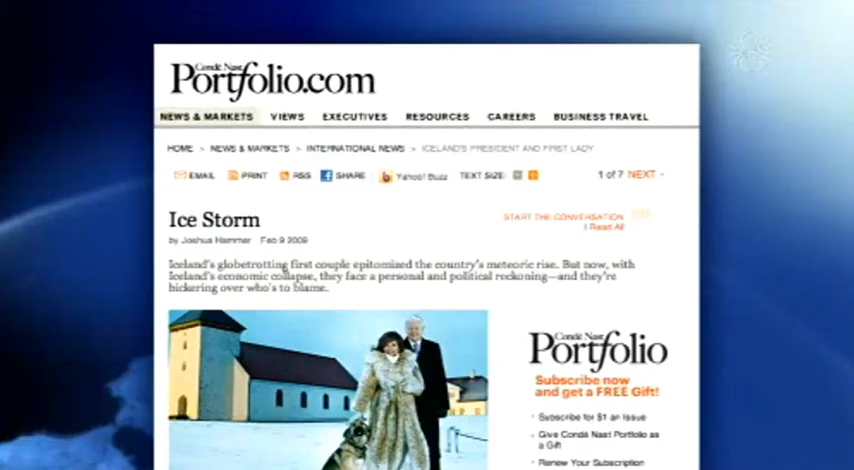 Condé Nast
Portfolio.com
NEWS & MARKETS VIEWS EXECUTIVES RESOURCES CAREERS BUSINESS TRAVEL
HOME > NEWS & MARKETS > INTERNATIONAL NEWS > ICELAND'S PRESIDENT AND FIRST LADY
EMAIL PRINT RSS SHARE Yahoo! Buzz TEXT SIZE: 1 of 7 NEXT
Ice Storm
START THE CONVERSATION
| Read All
by Joshua Hammer Feb 9 2009
Iceland's globetrotting first couple epitomized the country's meteoric rise. But now, with
Iceland's economic collapse, they face a personal and political reckoning—and they're
bickering over who's to blame.
Condé Nast
Portfolio
Subscribe now
and get a FREE Gift!
Subscribe for $1 an Issue
Give Condé Nast Portfolio as
a Gift
Renew Your Subscription